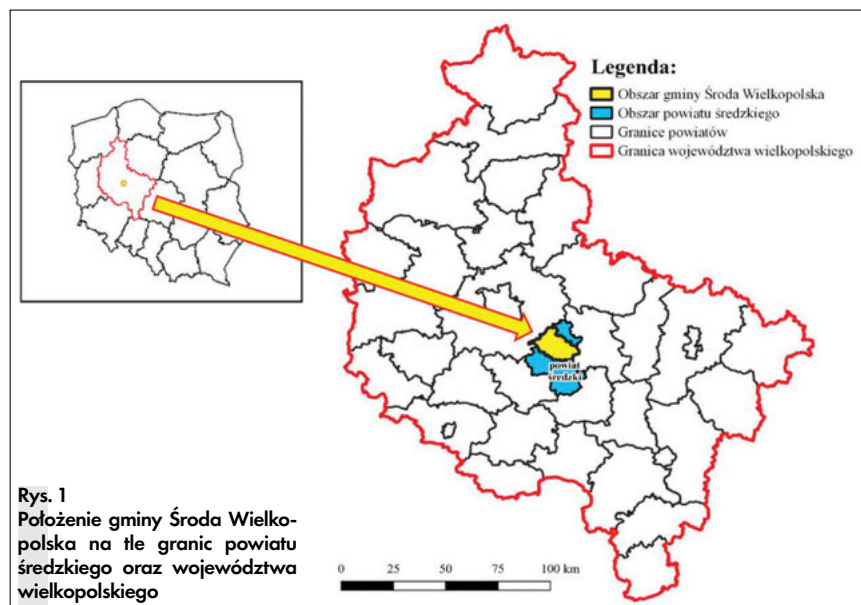 Legenda:
Obszar gminy Środa Wielkopolska
Obszar powiatu średzkiego
Granice powiatów
Granica województwa wielkopolskiego
powiat
średzki
Rys. 1
Położenie gminy Środa Wielko-
polska na tle granic powiatu
średzkiego oraz województwa
wielkopolskiego
0 25 50 75 100 km